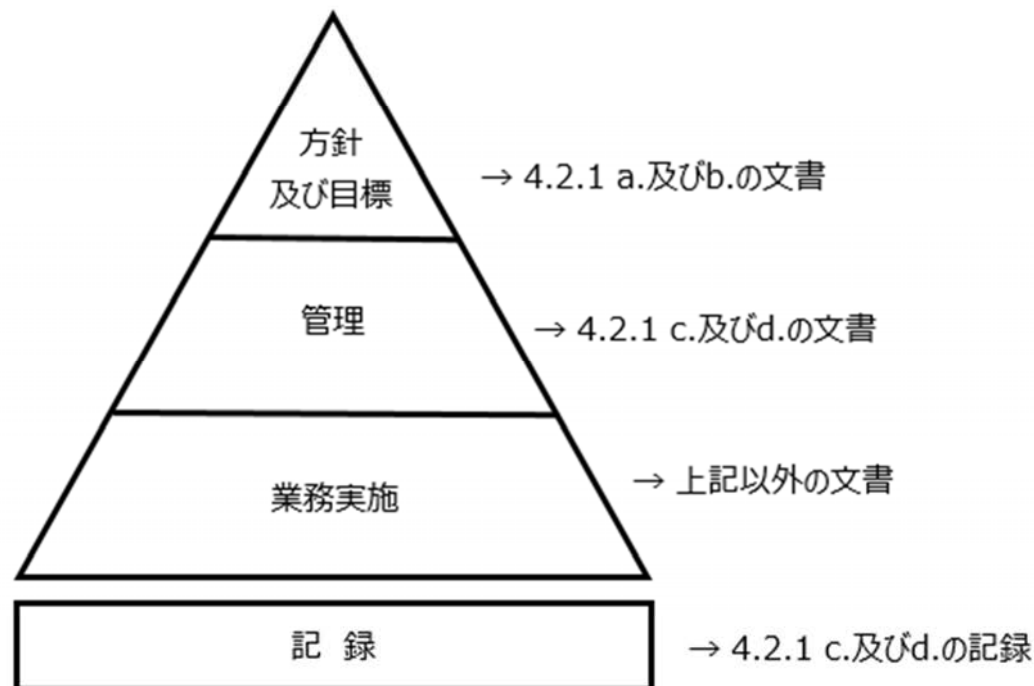 方針
及び目標
→ 4.2.1 a.及びb.の文書
管理
→ 4.2.1 c.及びd.の文書
業務実施
→ 上記以外の文書
記 録
→ 4.2.1 c.及びd.の記録